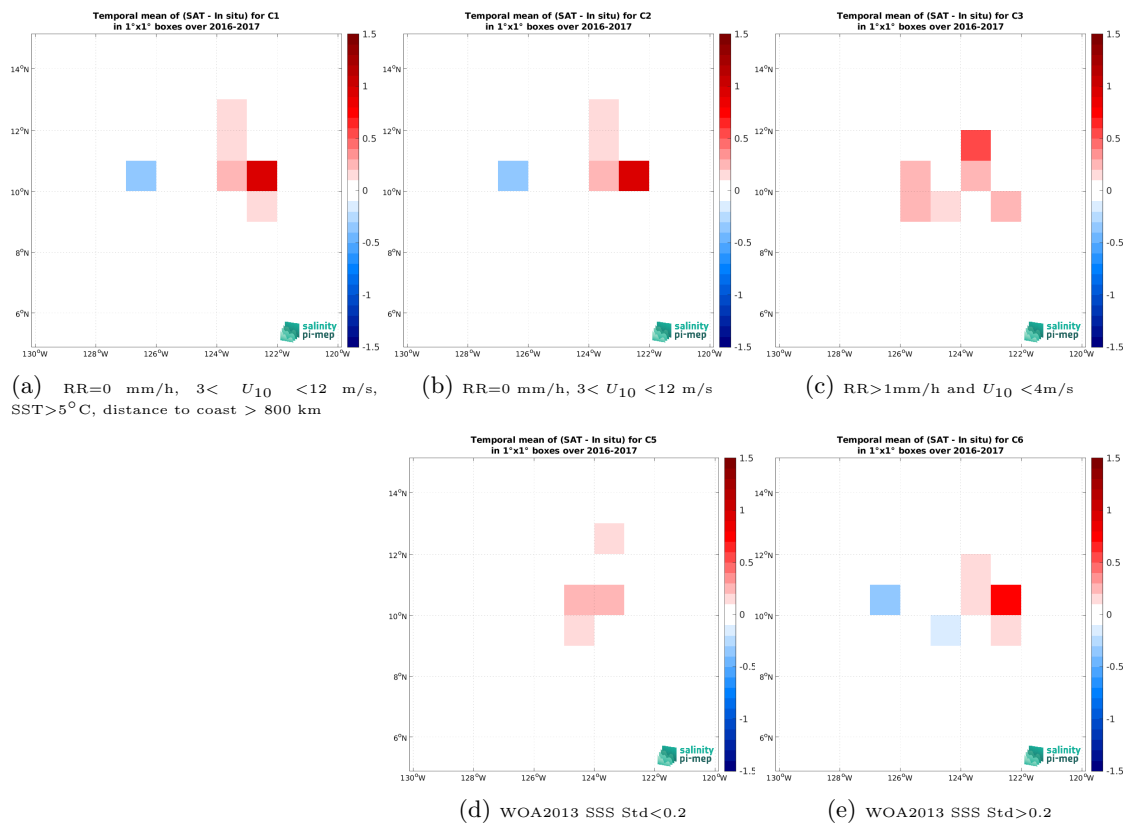 Temporal mean of (SAT - In situ) for C1
in 1°x1° boxes over 2016-2017
14°N
12°N
10°N
8°N
6°N
130°W 128°W 126°W 124°W 122°W 120°W
1.5
1
0.5
0
-0.5
-1
-1.5
salinity
pi-mep
(a) RR=0 mm/h, 3< U10 <12 m/s,
SST>5°C, distance to coast > 800 km
Temporal mean of (SAT - In situ) for C2
in 1°x1° boxes over 2016-2017
14°N
12°N
10°N
8°N
6°N
130°W 128°W 126°W 124°W 122°W 120°W
1.5
1
0.5
0
-0.5
-1
-1.5
salinity
pi-mep
(b) RR=0 mm/h, 3< U10 <12 m/s
Temporal mean of (SAT - In situ) for C3
in 1°x1° boxes over 2016-2017
14°N
12°N
10°N
8°N
6°N
130°W 128°W 126°W 124°W 122°W 120°W
1.5
1
0.5
0
-0.5
-1
-1.5
salinity
pi-mep
(c) RR>1mm/h and U10 <4m/s
Temporal mean of (SAT - In situ) for C5
in 1°x1° boxes over 2016-2017
14°N
12°N
10°N
8°N
6°N
130°W 128°W 126°W 124°W 122°W 120°W
1.5
1
0.5
0
-0.5
-1
-1.5
salinity
pi-mep
(d) WOA2013 SSS Std<0.2
Temporal mean of (SAT - In situ) for C6
in 1°x1° boxes over 2016-2017
14°N
12°N
10°N
8°N
6°N
130°W 128°W 126°W 124°W 122°W 120°W
1.5
1
0.5
0
-0.5
-1
-1.5
salinity
pi-mep
(e) WOA2013 SSS Std>0.2